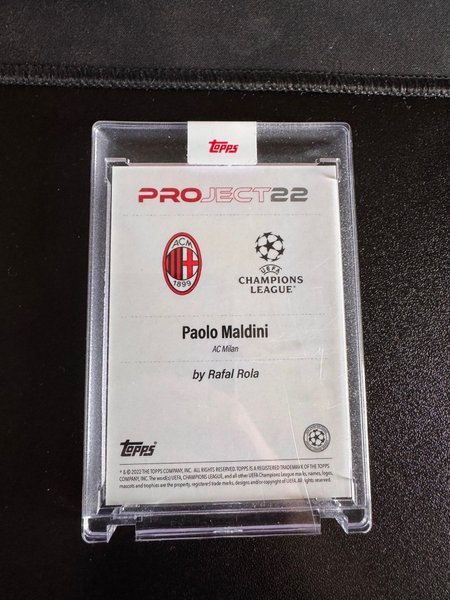 Topps
PROJECT22
ACM
1899
UEFA
CHAMPIONS
LEAGUE
Paolo Maldini
AC Milan
by Rafal Rola
Topps
* & © 2022 THE TOPPS COMPANY, INC. ALL RIGHTS RESERVED. TOPPS IS A REGISTERED TRADEMARK OF THE TOPPS
COMPANY, INC. The word(s) UEFA, CHAMPIONS LEAGUE, and all other UEFA Champions League marks, names, logos,
mascots and trophies are the property, registered trade marks, designs and/or copyright of UEFA. All rights reserved.